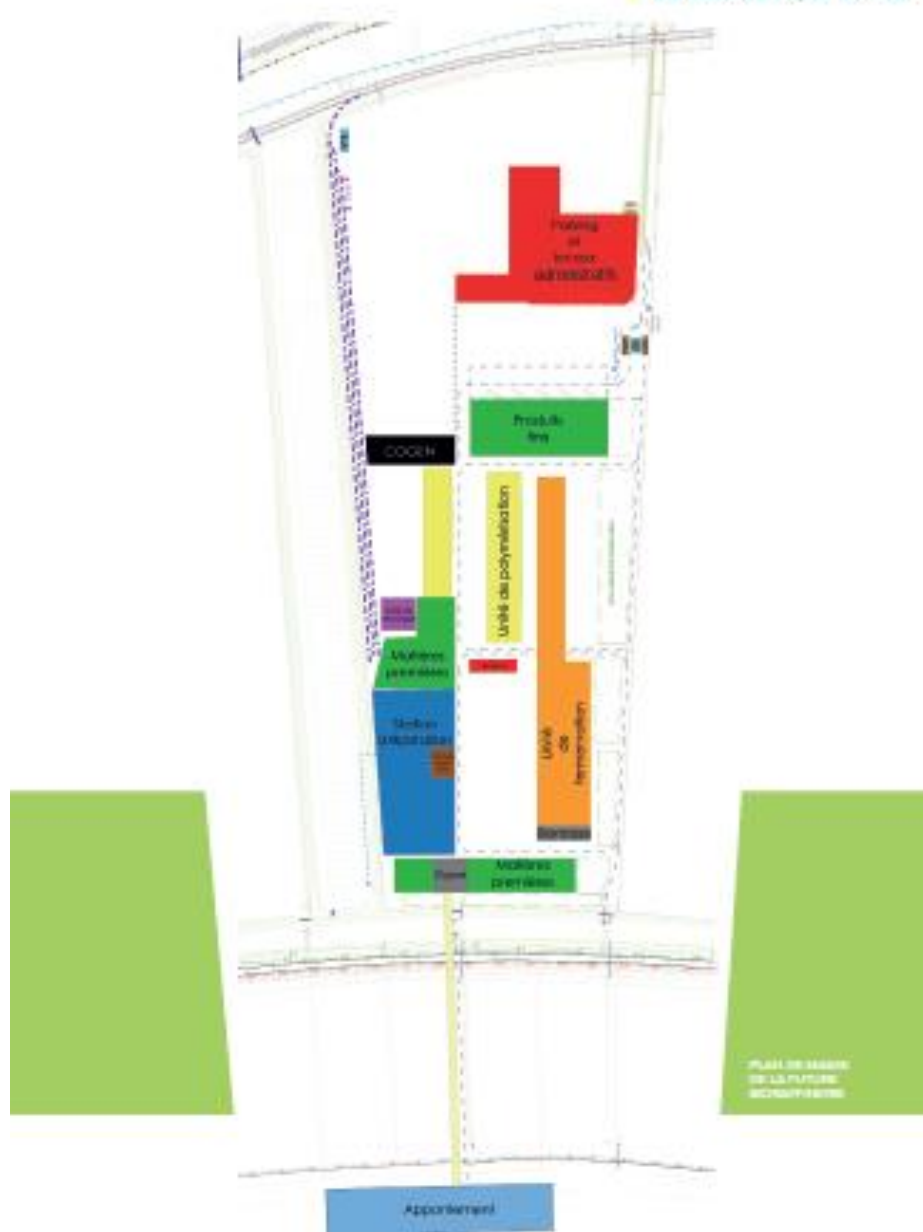 Parking
et
administratifs
Produits
finis
COGEN
Unité de polymérisation
Matières
premières
Station
d'épuration
Unité
de
fermentation
Matières
premières
PLAN DE MASSE
DE LA FUTURE
BIORAFFINERIE
Appontement